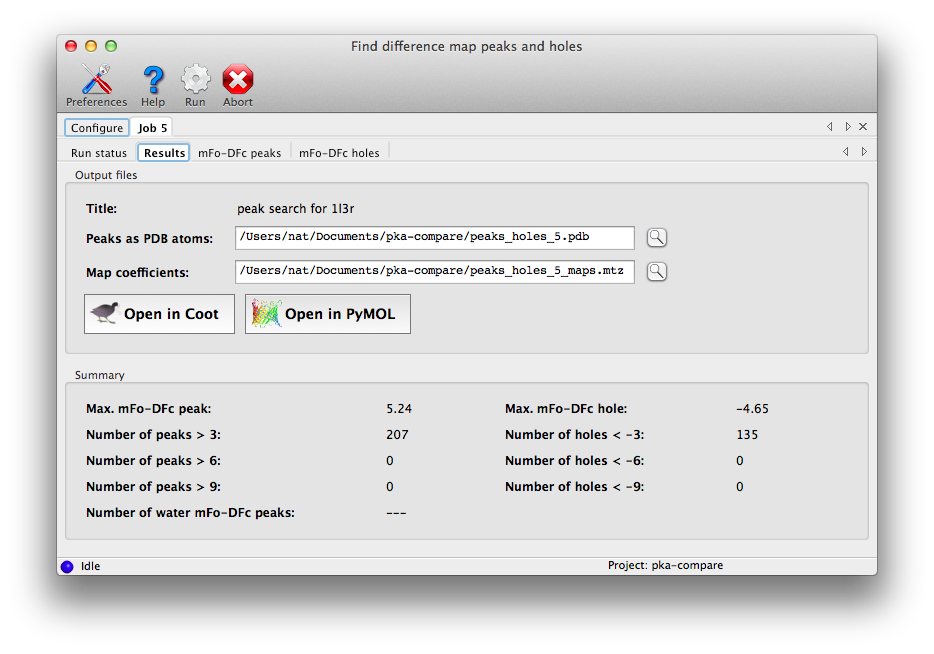 Find difference map peaks and holes
Preferences Help Run Abort
Configure Job 5
Run status Results mFo-DFc peaks mFo-DFc holes
Output files
Title: peak search for 1l3r
Peaks as PDB atoms: /Users/nat/Documents/pka-compare/peaks_holes_5.pdb
Map coefficients: /Users/nat/Documents/pka-compare/peaks_holes_5_maps.mtz
Open in Coot Open in PyMOL
Summary
Max. mFo-DFc peak: 5.24 Max. mFo-DFc hole: -4.65
Number of peaks > 3: 207 Number of holes < -3: 135
Number of peaks > 6: 0 Number of holes < -6: 0
Number of peaks > 9: 0 Number of holes < -9: 0
Number of water mFo-DFc peaks: ---
Idle Project: pka-compare